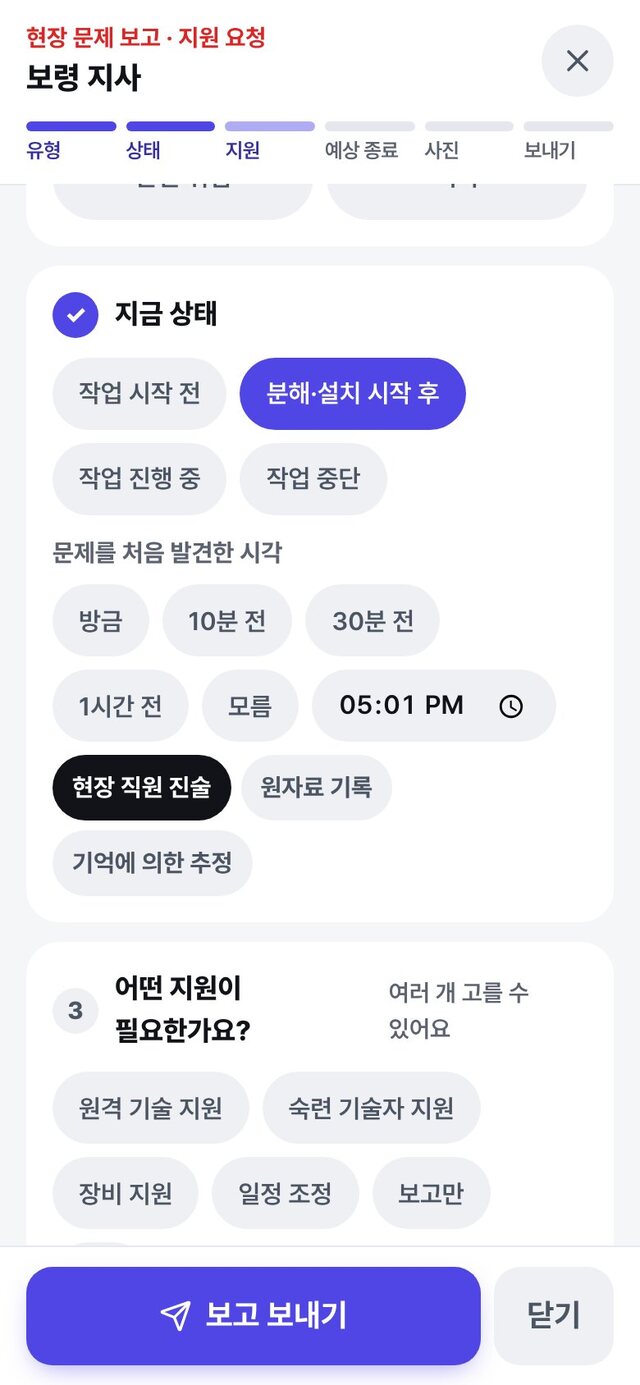 현장 문제 보고 · 지원 요청
보령 지사
유형 상태 지원 예상 종료 사진 보내기
지금 상태
작업 시작 전 분해·설치 시작 후
작업 진행 중 작업 중단
문제를 처음 발견한 시각
방금 10분 전 30분 전
1시간 전 모름 05:01 PM
현장 직원 진술 원자료 기록
기억에 의한 추정
3 어떤 지원이 필요한가요?
여러 개 고를 수 있어요
원격 기술 지원 숙련 기술자 지원
장비 지원 일정 조정 보고만
보고 보내기 닫기